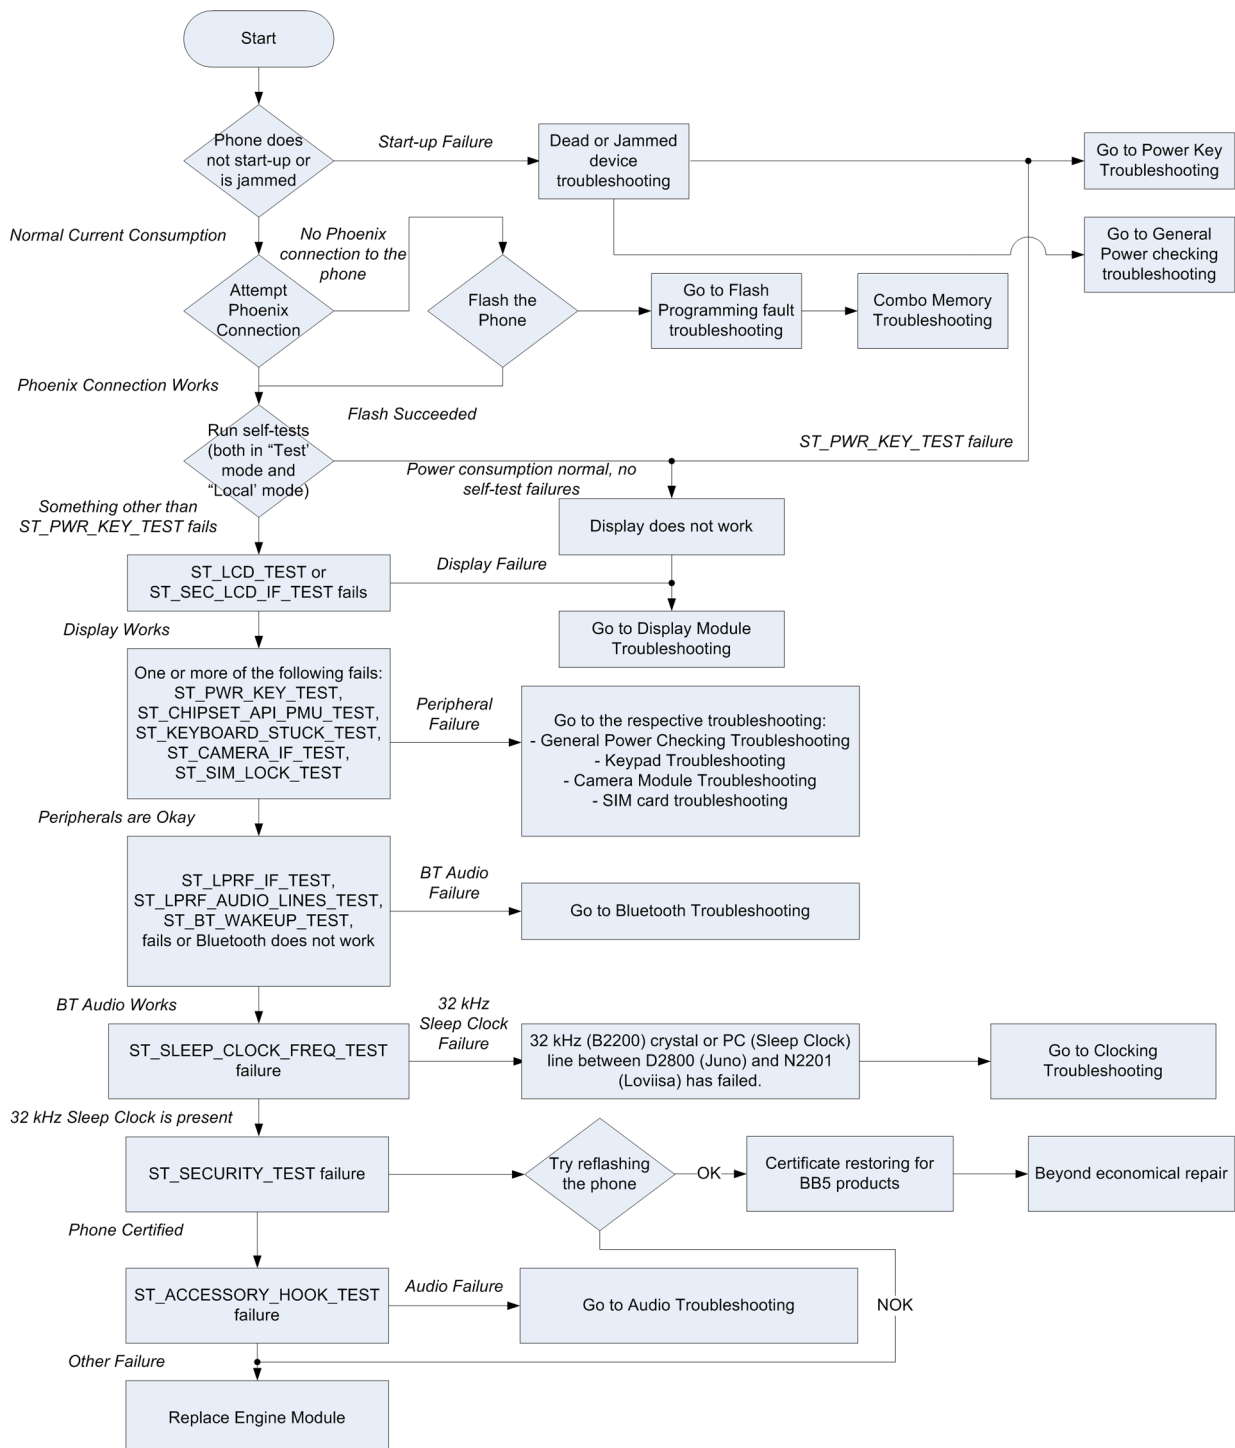 Start
Phone does
not start-up or
is jammed
Start-up Failure
Dead or Jammed
device
troubleshooting
Go to Power Key
Troubleshooting
Normal Current Consumption
No Phoenix
connection to the
phone
Go to General
Power checking
troubleshooting
Attempt
Phoenix
Connection
Flash the
Phone
Go to Flash
Programming fault
troubleshooting
Combo Memory
Troubleshooting
Phoenix Connection Works
Flash Succeeded
Run self-tests
(both in “Test’
mode and
“Local’ mode)
ST_PWR_KEY_TEST failure
Power consumption normal, no
self-test failures
Something other than
ST_PWR_KEY_TEST fails
Display does not work
ST_LCD_TEST or
ST_SEC_LCD_IF_TEST fails
Display Failure
Display Works
Go to Display Module
Troubleshooting
One or more of the following fails:
ST_PWR_KEY_TEST,
ST_CHIPSET_API_PMU_TEST,
ST_KEYBOARD_STUCK_TEST,
ST_CAMERA_IF_TEST,
ST_SIM_LOCK_TEST
Peripheral
Failure
Go to the respective troubleshooting:
- General Power Checking Troubleshooting
- Keypad Troubleshooting
- Camera Module Troubleshooting
- SIM card troubleshooting
Peripherals are Okay
ST_LPRF_IF_TEST,
ST_LPRF_AUDIO_LINES_TEST,
ST_BT_WAKEUP_TEST,
fails or Bluetooth does not work
BT Audio
Failure
Go to Bluetooth Troubleshooting
BT Audio Works
32 kHz
Sleep Clock
Failure
ST_SLEEP_CLOCK_FREQ_TEST
failure
32 kHz (B2200) crystal or PC (Sleep Clock)
line between D2800 (Juno) and N2201
(Loviisa) has failed.
Go to Clocking
Troubleshooting
32 kHz Sleep Clock is present
ST_SECURITY_TEST failure
Try reflashing
the phone
OK
Certificate restoring for
BB5 products
Beyond economical repair
Phone Certified
ST_ACCESSORY_HOOK_TEST
failure
Audio Failure
Go to Audio Troubleshooting
NOK
Other Failure
Replace Engine Module